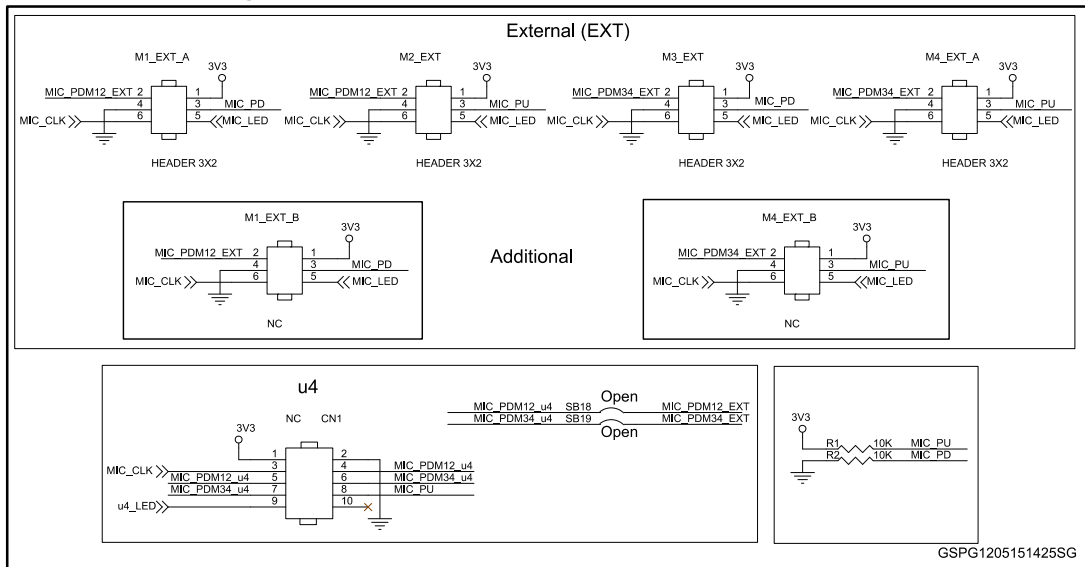 External (EXT)
M1_EXT_A
3V3
MIC_PDM12_EXT 2 1
4 3 MIC_PD
MIC_CLK 6 5 MIC_LED
HEADER 3X2
M2_EXT
3V3
MIC_PDM12_EXT 2 1
4 3 MIC_PU
MIC_CLK 6 5 MIC_LED
HEADER 3X2
M3_EXT
3V3
MIC_PDM34_EXT 2 1
4 3 MIC_PD
MIC_CLK 6 5 MIC_LED
HEADER 3X2
M4_EXT_A
3V3
MIC_PDM34_EXT 2 1
4 3 MIC_PU
MIC_CLK 6 5 MIC_LED
HEADER 3X2
M1_EXT_B
3V3
MIC_PDM12_EXT 2 1
4 3 MIC_PD
MIC_CLK 6 5 MIC_LED
NC
Additional
M4_EXT_B
3V3
MIC_PDM34_EXT 2 1
4 3 MIC_PU
MIC_CLK 6 5 MIC_LED
NC
u4
NC CN1
3V3
1 2
MIC_CLK 3 4 MIC_PDM12_u4
MIC_PDM12_u4 5 6 MIC_PDM34_u4
MIC_PDM34_u4 7 8 MIC_PU
u4_LED 9 10
Open
MIC_PDM12_u4 SB18 MIC_PDM12_EXT
MIC_PDM34_u4 SB19 MIC_PDM34_EXT
Open
3V3
R1 10K MIC_PU
R2 10K MIC_PD
GSPG1205151425SG